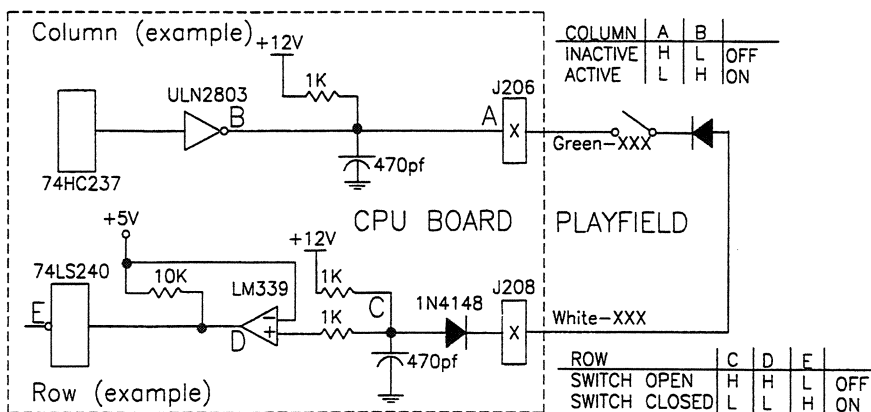 Column (example)
+12V
1K
ULN2803
B
74HC237
470pf
A
J206
X
Green-XXX
COLUMN A B
INACTIVE H L OFF
ACTIVE L H ON
CPU BOARD PLAYFIELD
+5V
+12V
74LS240
10K
LM339
1K
C
1N4148
J208
E
D
-
+
1K
X
White-XXX
470pf
Row (example)
ROW C D E
SWITCH OPEN H H L OFF
SWITCH CLOSED L L H ON